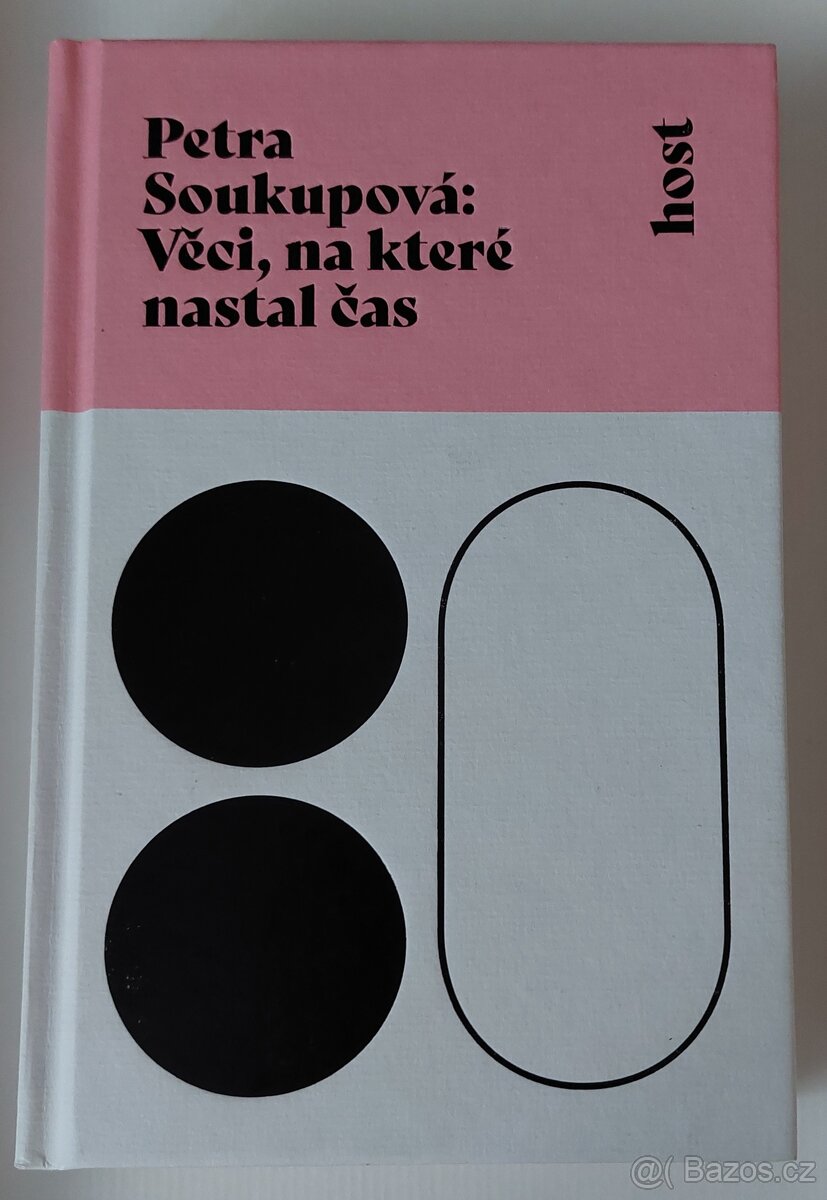 Petra
Soukupová:
Věci, na které
nastal čas
host
@( Bazos.cz